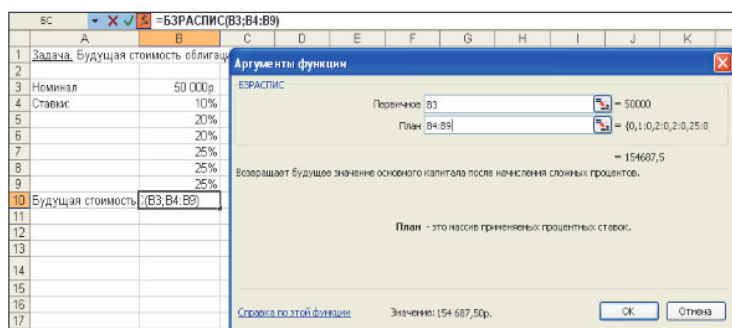 БС =БЗРАСПИС(B3;B4:B9)
A B C D E F G H I J K
1 Задача. Будущая стоимость облигац
2
3 Номинал 50 000р.
4 Ставки: 10%
5 20%
6 20%
7 25%
8 25%
9 25%
10 Будущая стоимость С(B3;B4:B9)
11
12
13
14
15
16
17
Аргументы функции
БЗРАСПИС
Первичное B3 = 50000
План B4:B9 = {0,1:0,2:0,2:0,25:0,
= 154687,5
Возвращает будущее значение основного капитала после начисления сложных процентов.
План - это массив применяемых процентных ставок.
Справка по этой функции Значение: 154 687,50р. ОК Отмена